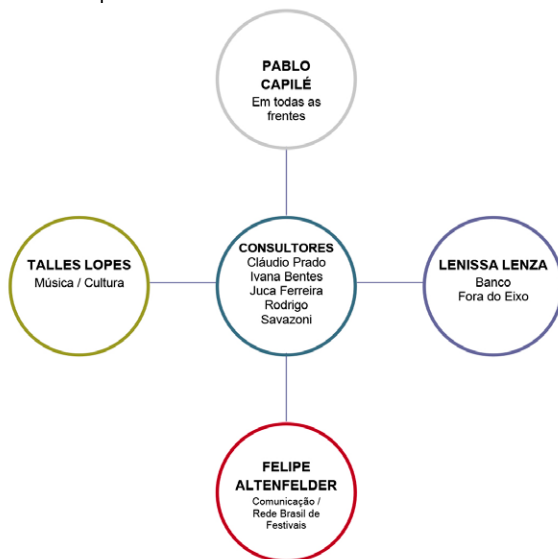 PABLO
CAPILÉ
Em todas as
frentes
TALLES LOPES
Música / Cultura
CONSULTORES
Cláudio Prado
Ivana Bentes
Juca Ferreira
Rodrigo
Savazoni
LENISSA LENZA
Banco
Fora do Eixo
FELIPE
ALTENFELDER
Comunicação /
Rede Brasil de
Festivais